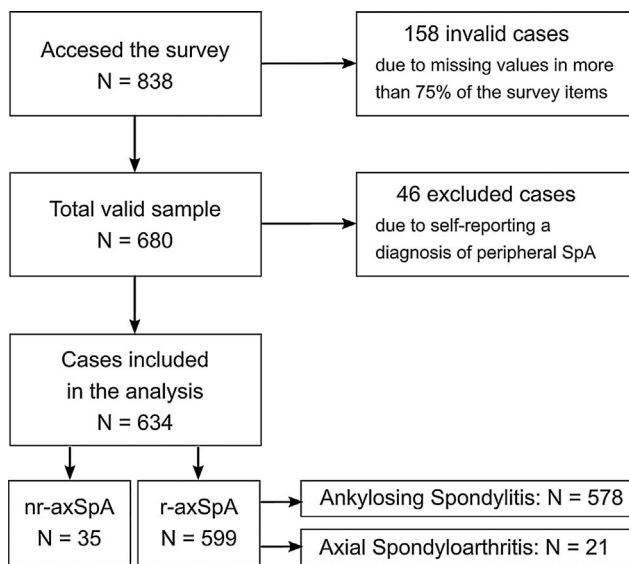 Accesed the survey
N = 838
158 invalid cases
due to missing values in more
than 75% of the survey items
Total valid sample
N = 680
46 excluded cases
due to self-reporting a
diagnosis of peripheral SpA
Cases included
in the analysis
N = 634
nr-axSpA
N = 35
r-axSpA
N = 599
Ankylosing Spondylitis: N = 578
Axial Spondyloarthritis: N = 21